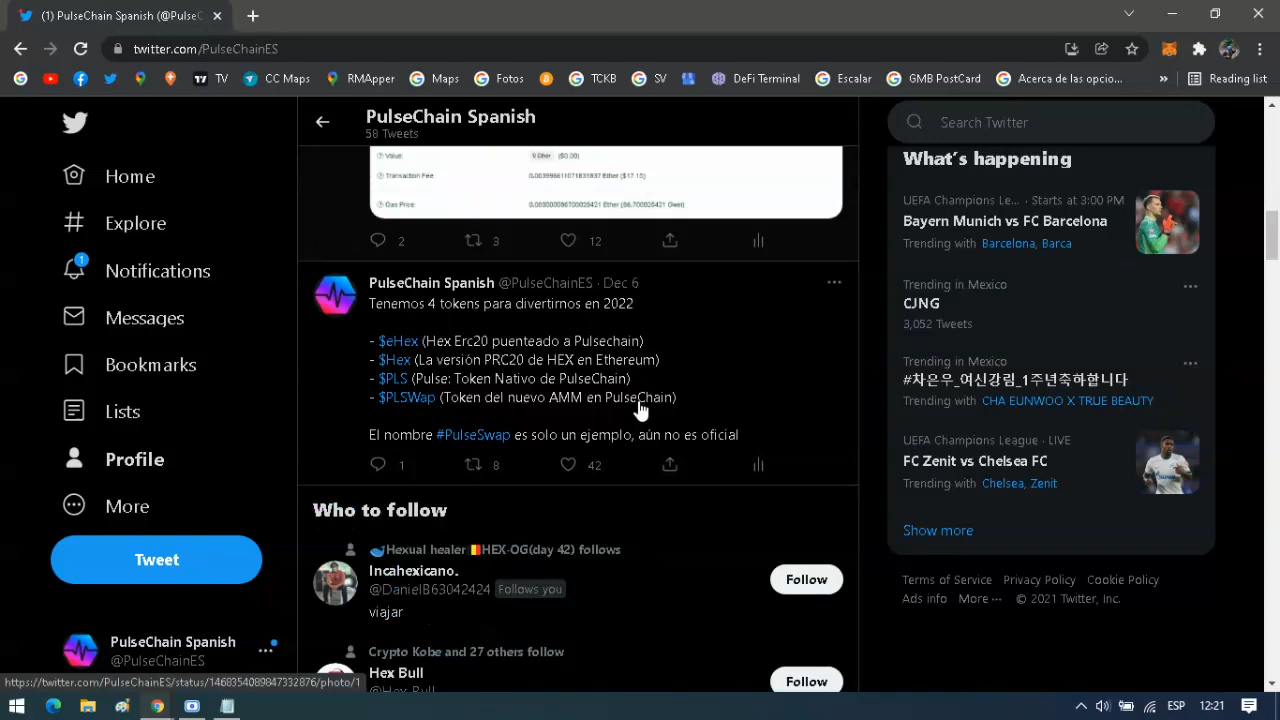 (1) PulseChain Spanish (@PulseCh
twitter.com/PulseChainES
TV
CC Maps
RMApper
Maps
Fotos
TCKB
SV
DeFi Terminal
Escalar
GMB PostCard
Acerca de las opcio...
»
Reading list
PulseChain Spanish
58 Tweets
Search Twitter
Home
Explore
1
Notifications
Messages
Bookmarks
Lists
Profile
More
Tweet
PulseChain Spanish
@PulseChainES
Value:
0 Ether ($0.00)
Transaction Fee:
Gas Price:
2
3
12
PulseChain Spanish @PulseChainES · Dec 6
Tenemos 4 tokens para divertirnos en 2022
- $eHex (Hex Erc20 puenteado a Pulsechain)
- $Hex (La versión PRC20 de HEX en Ethereum)
- $PLS (Pulse: Token Nativo de PulseChain)
- $PLSWap (Token del nuevo AMM en PulseChain)
El nombre #PulseSwap es solo un ejemplo, aún no es oficial
1
8
42
Who to follow
Hexual healer HEX-OG(day 42) follows
Incahexicano.
@DanielB63042424 Follows you
viajar
Follow
Crypto Kobe and 27 others follow
Hex Bull
@Hex_Bull
Follow
What's happening
UEFA Champions Le...
Bayern Munich vs FC Barcelona
Trending with Barcelona, Barca
Trending in Mexico
CJNG
3,052 Tweets
Trending in Mexico
#차은우_여신강림_1주년_축하합니다
CHA EUNWOO X TRUE BEAUTY
UEFA Champions League · LIVE
FC Zenit vs Chelsea FC
Trending with Chelsea, Zenit
Show more
Terms of Service Privacy Policy Cookie Policy
Ads info More ··· © 2021 Twitter, Inc.
https://twitter.com/PulseChainES/status/1468354089847332876/photo/1
ESP
12:21